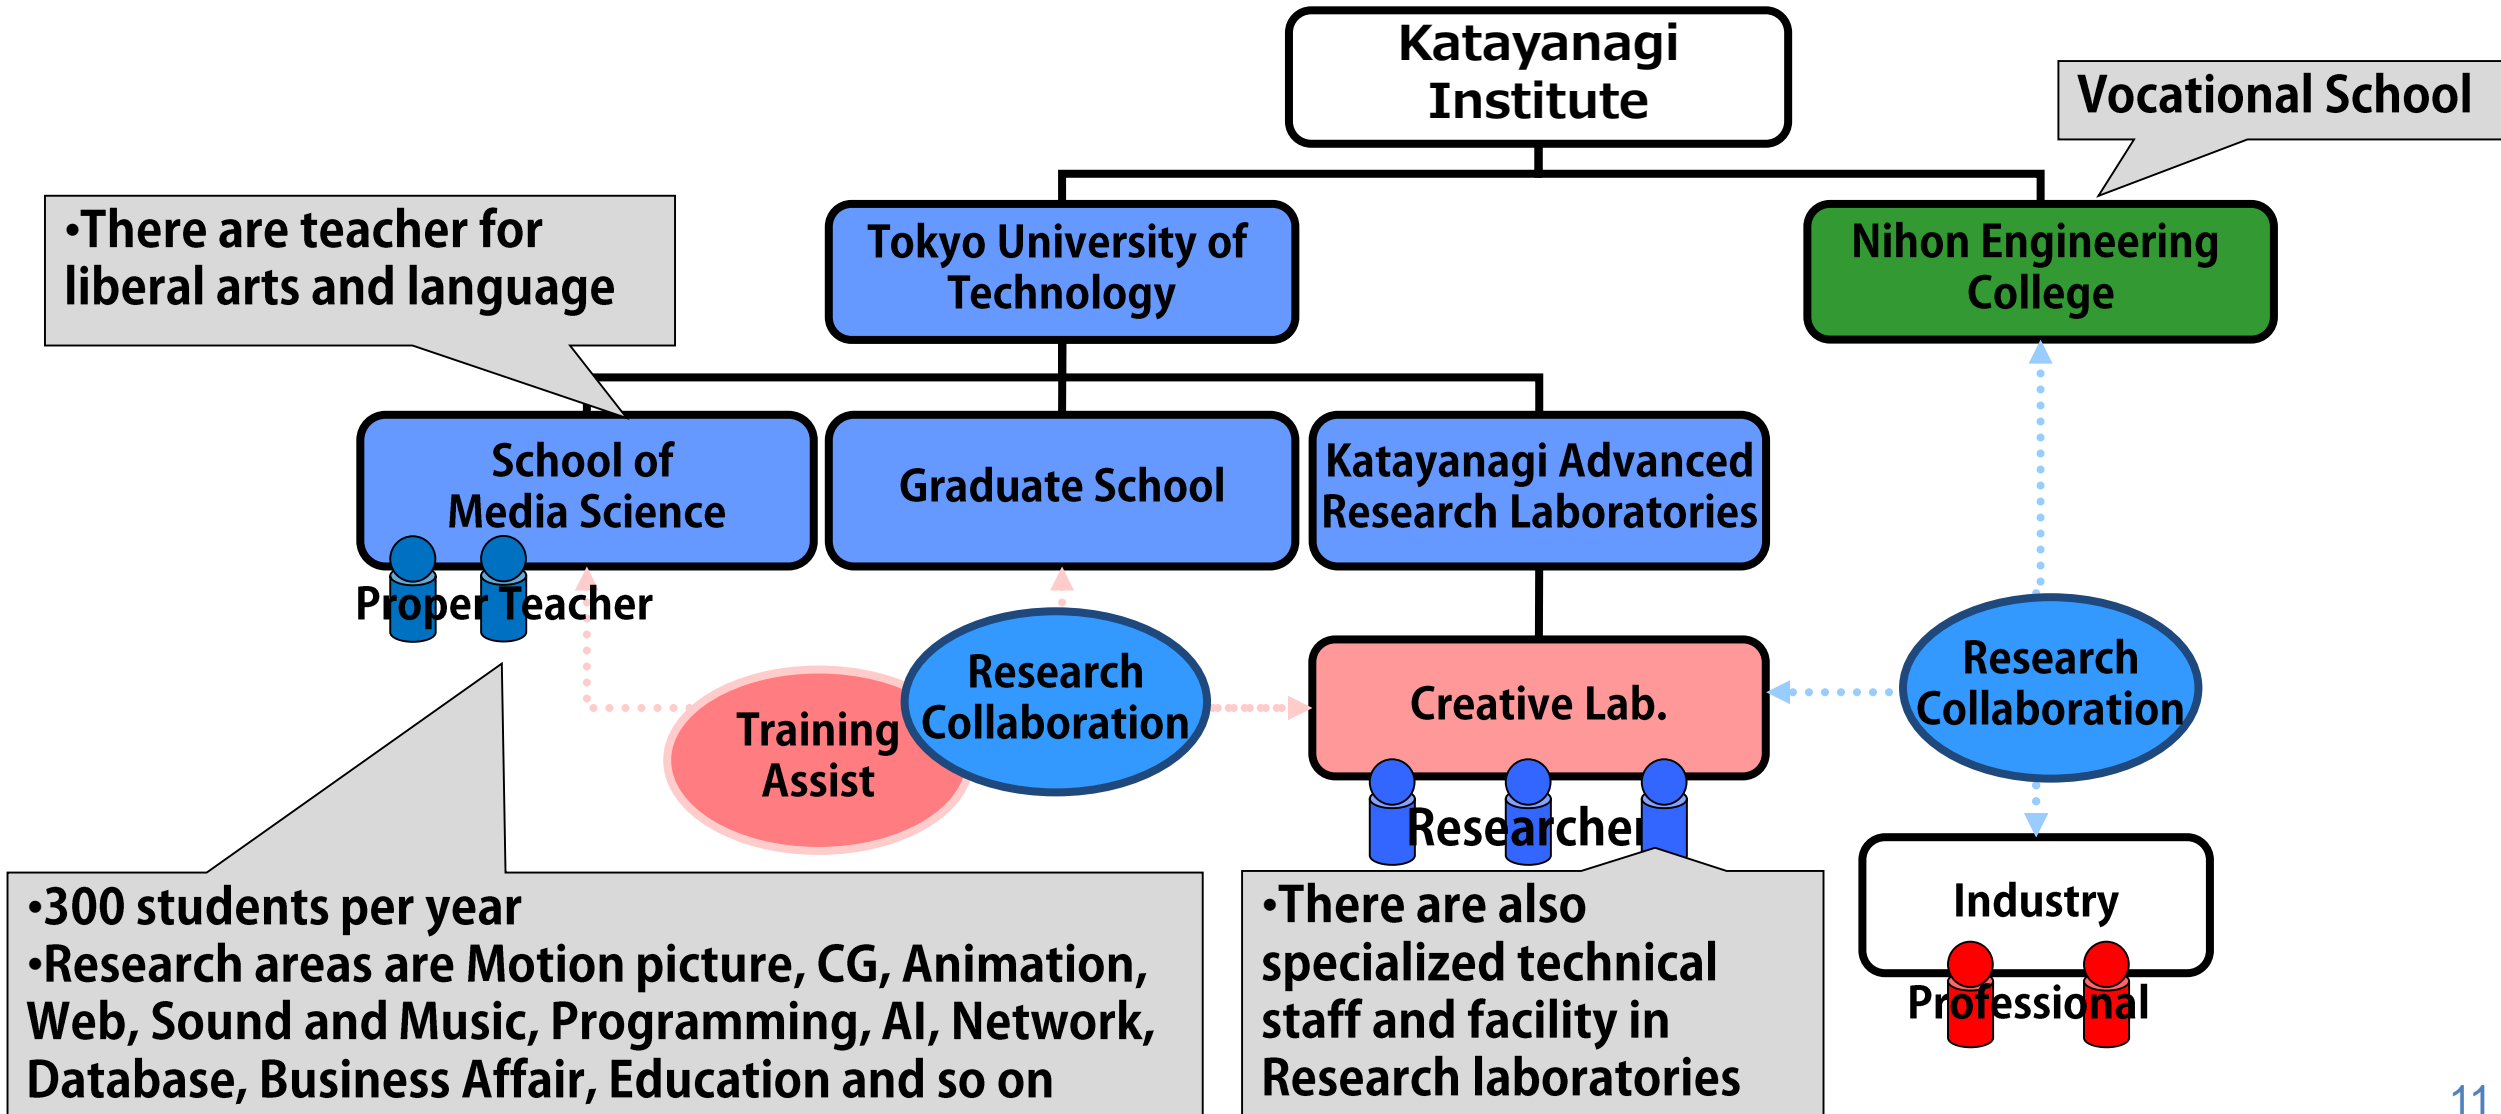 Katayanagi
Institute
Vocational School
•There are teacher for
liberal arts and language
Tokyo University of
Technology
Nihon Engineering
College
School of
Media Science
Graduate School
Katayanagi Advanced
Research Laboratories
Proper Teacher
Training
Assist
Research
Collaboration
Creative Lab.
Research
Collaboration
Researcher
Industry
Professional
•300 students per year
•Research areas are Motion picture, CG, Animation,
Web, Sound and Music, Programming, AI, Network,
Database, Business Affair, Education and so on
•There are also
specialized technical
staff and facility in
Research laboratories
11